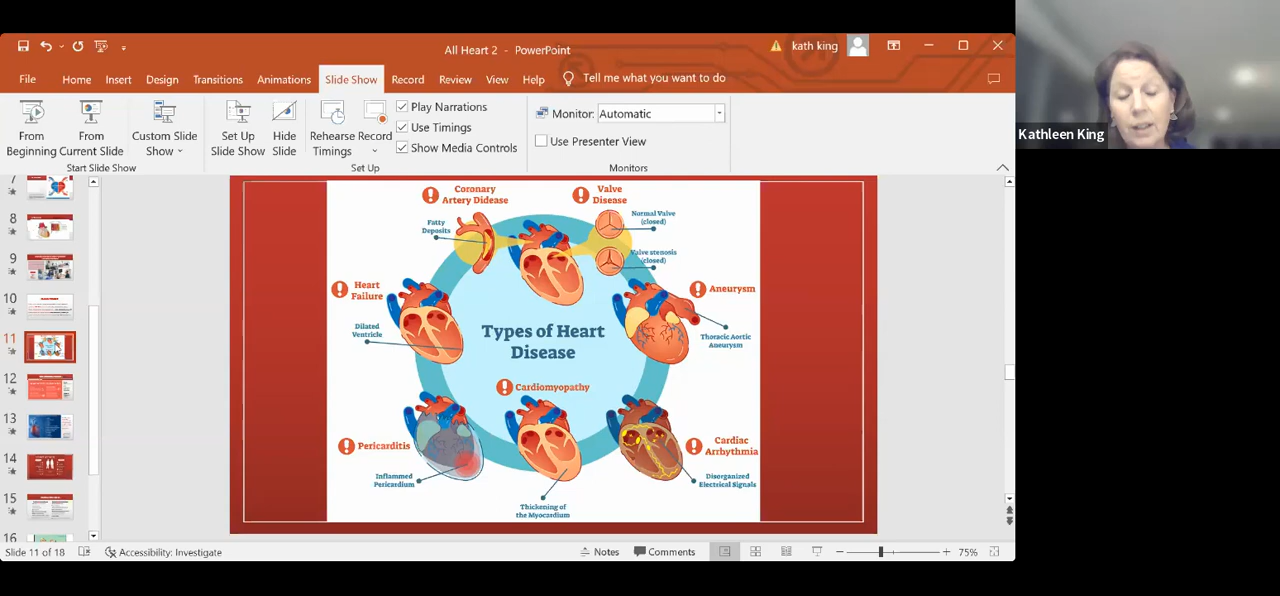 All Heart 2 - PowerPoint
kath king
File Home Insert Design Transitions Animations Slide Show Record Review View Help Tell me what you want to do
From Beginning
From Current Slide
Custom Slide Show
Start Slide Show
Set Up Slide Show
Hide Slide
Rehearse Timings
Record
Play Narrations
Use Timings
Show Media Controls
Set Up
Monitor: Automatic
Use Presenter View
Monitors
Kathleen King
7
8
9
10
11
12
13
14
15
16
Coronary
Artery Didease
Fatty
Deposits
Valve
Disease
Normal Valve
(closed)
Valve stenosis
(closed)
Heart
Failure
Dilated
Ventricle
Aneurysm
Thoracic Aortic
Aneurysm
Types of Heart
Disease
Cardiomyopathy
Thickening of
the Myocardium
Pericarditis
Inflammed
Pericardium
Cardiac
Arrhythmia
Disorganized
Electrical Signals
Slide 11 of 18
Accessibility: Investigate
Notes
Comments
75%